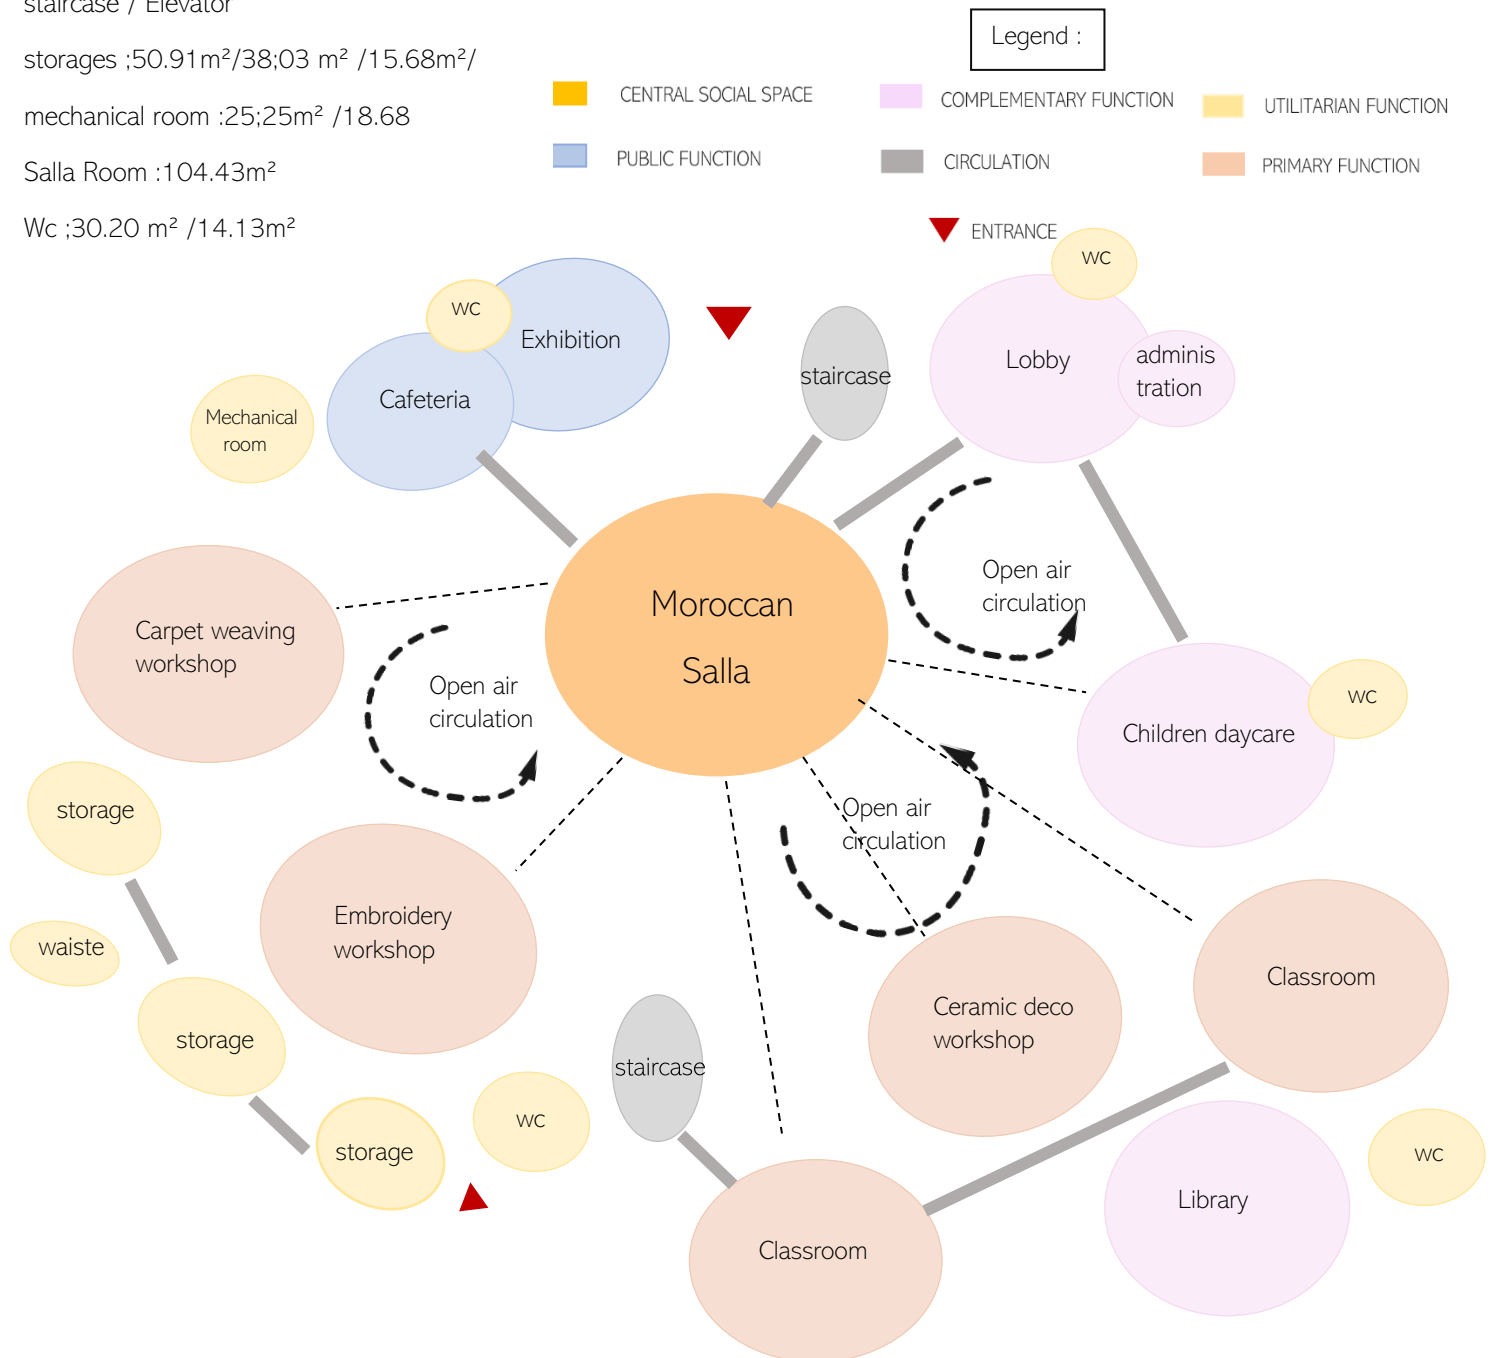 staircase / Elevator
storages ;50.91m²/38;03 m² /15.68m²/
mechanical room :25;25m² /18.68
Salla Room :104.43m²
Wc ;30.20 m² /14.13m²
Legend :
CENTRAL SOCIAL SPACE
COMPLEMENTARY FUNCTION
UTILITARIAN FUNCTION
PUBLIC FUNCTION
CIRCULATION
PRIMARY FUNCTION
ENTRANCE
wc
wc
Exhibition
Lobby
adminis
tration
staircase
Cafeteria
Mechanical
room
Moroccan
Salla
Open air
circulation
Carpet weaving
workshop
Open air
circulation
wc
Children daycare
storage
Open air
circulation
Embroidery
workshop
waiste
Classroom
Ceramic deco
workshop
storage
staircase
wc
storage
wc
Library
Classroom